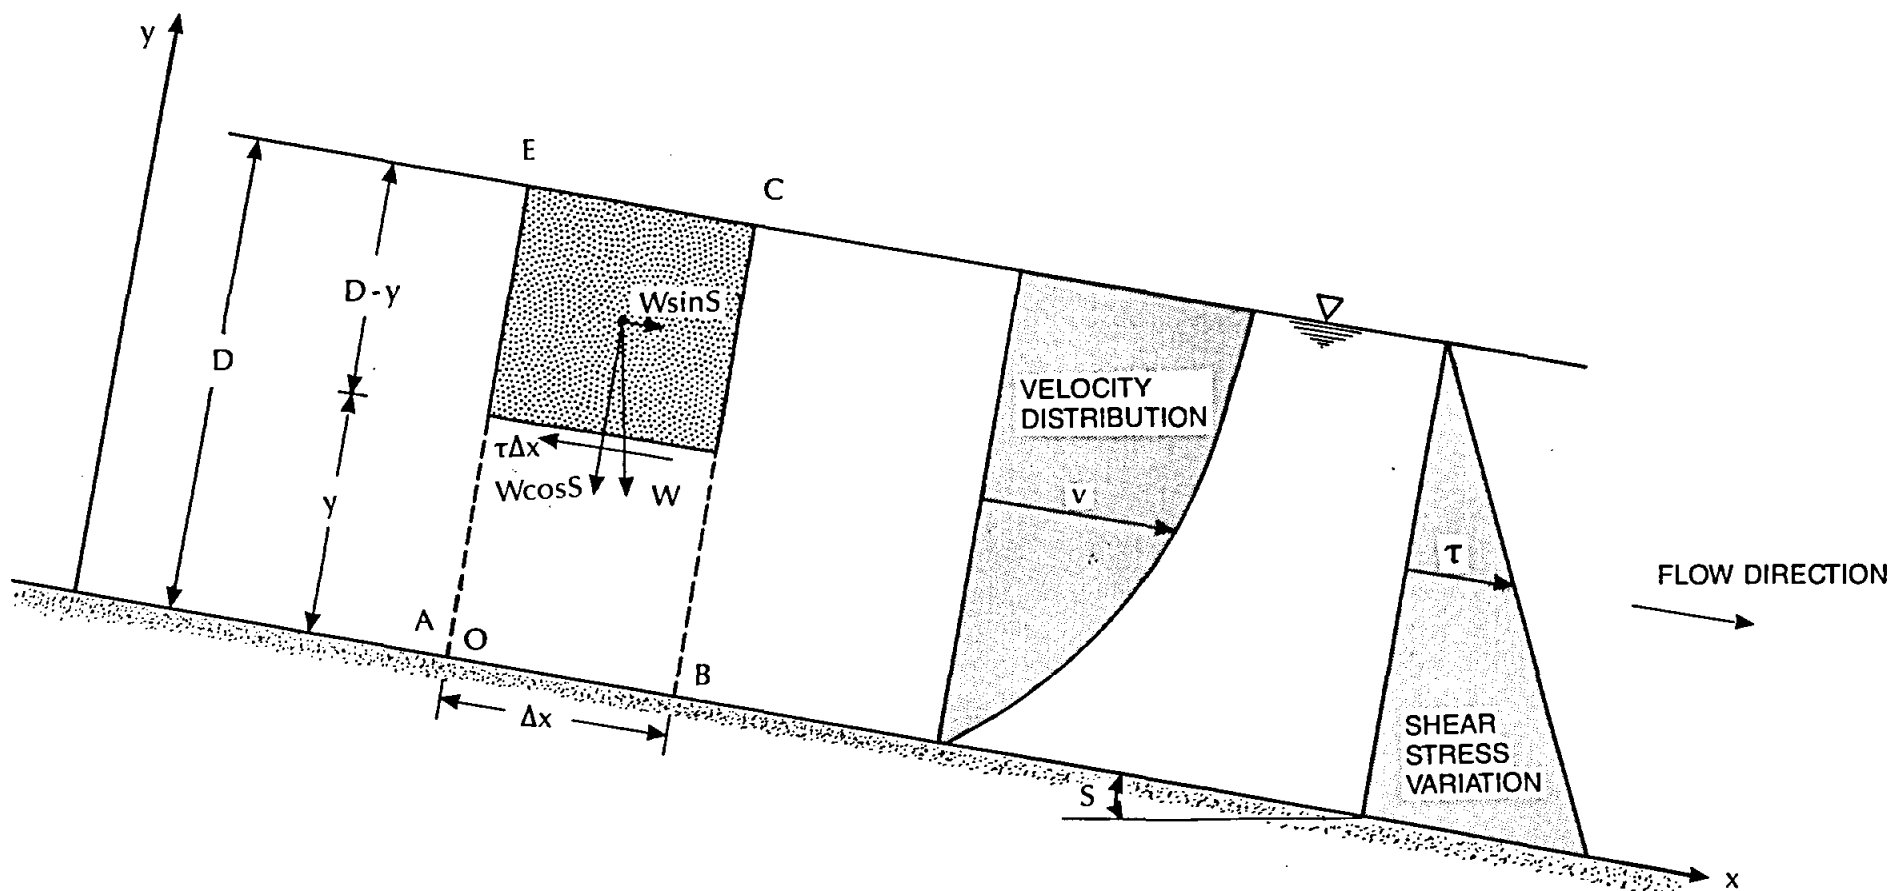 y
E
C
D - y
WsinS
D
VELOCITY
DISTRIBUTION
τΔx
WcosS
W
v
y
τ
FLOW DIRECTION
A
O
B
Δx
SHEAR
STRESS
VARIATION
S
x